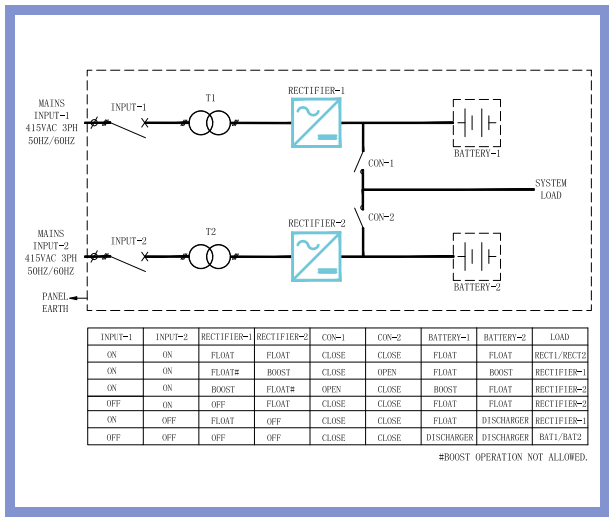 T1
RECTIFIER-1
MAINS
INPUT-1
415VAC 3PH
50HZ/60HZ
INPUT-1
BATTERY-1
CON-1
SYSTEM
LOAD
CON-2
T2
RECTIFIER-2
MAINS
INPUT-2
415VAC 3PH
50HZ/60HZ
INPUT-2
BATTERY-2
PANEL
EARTH
INPUT-1 INPUT-2 RECTIFIER-1 RECTIFIER-2 CON-1 CON-2 BATTERY-1 BATTERY-2 LOAD
ON ON FLOAT FLOAT CLOSE CLOSE FLOAT FLOAT RECT1/RECT2
ON ON FLOAT# BOOST CLOSE OPEN FLOAT BOOST RECTIFIER-1
ON ON BOOST FLOAT# OPEN CLOSE BOOST FLOAT RECTIFIER-2
OFF ON OFF FLOAT CLOSE CLOSE FLOAT FLOAT RECTIFIER-2
ON OFF FLOAT OFF CLOSE CLOSE FLOAT DISCHARGER RECTIFIER-1
OFF OFF OFF OFF CLOSE CLOSE DISCHARGER DISCHARGER BAT1/BAT2
#BOOST OPERATION NOT ALLOWED.